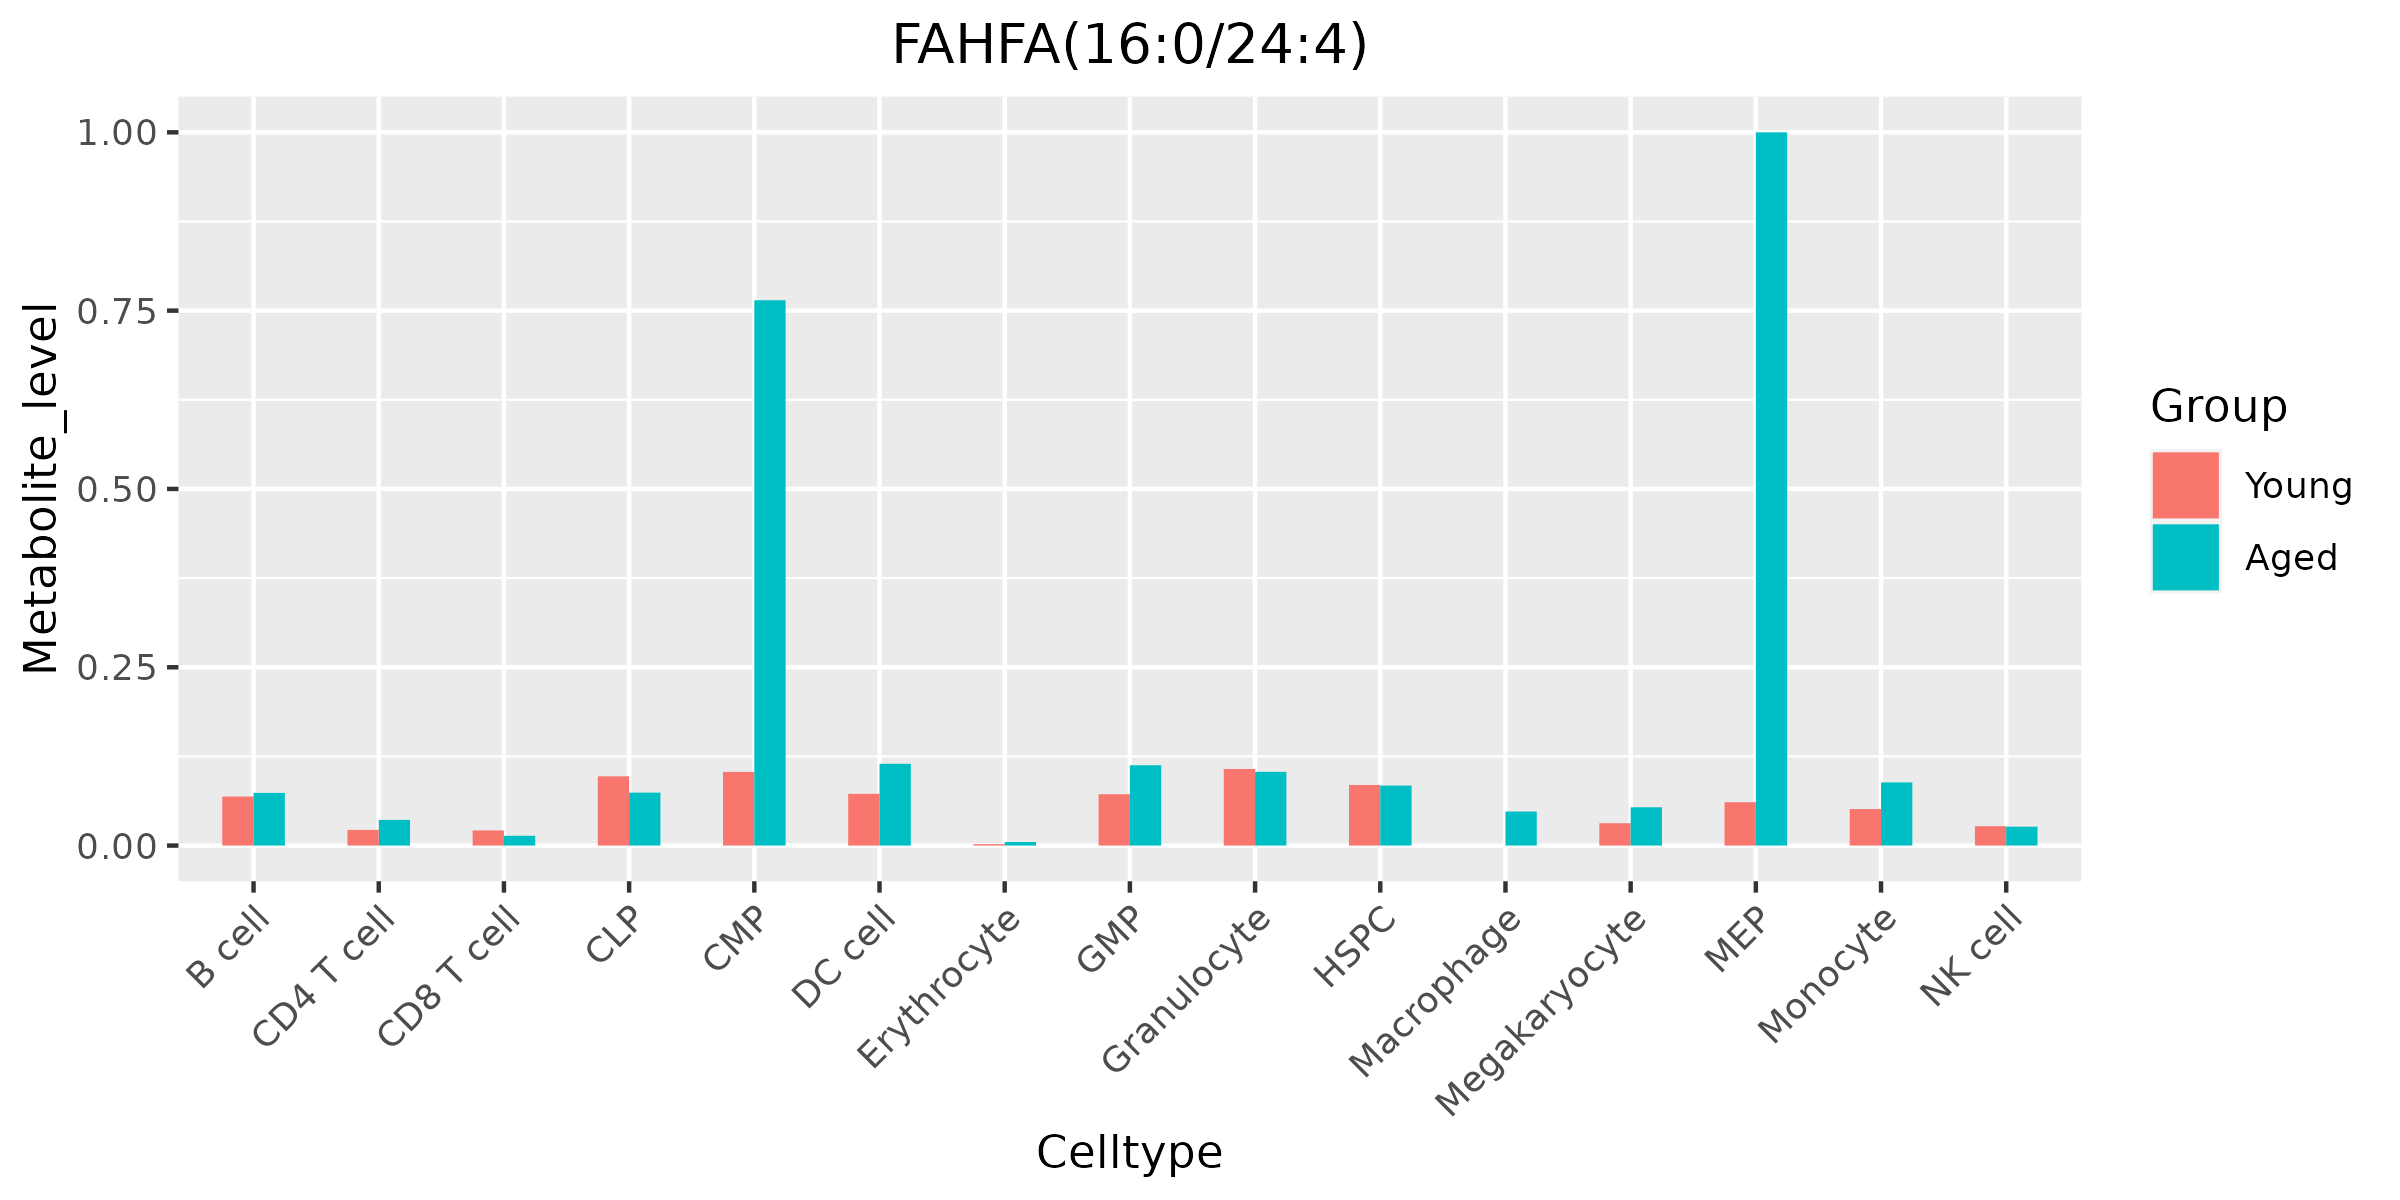 FAHFA(16:0/24:4)
Metabolite_level
1.00
0.75
0.50
0.25
0.00
B cell
CD4 T cell
CD8 T cell
CLP
CMP
DC cell
Erythrocyte
GMP
Granulocyte
HSPC
Macrophage
Megakaryocyte
MEP
Monocyte
NK cell
Celltype
Group
Young
Aged